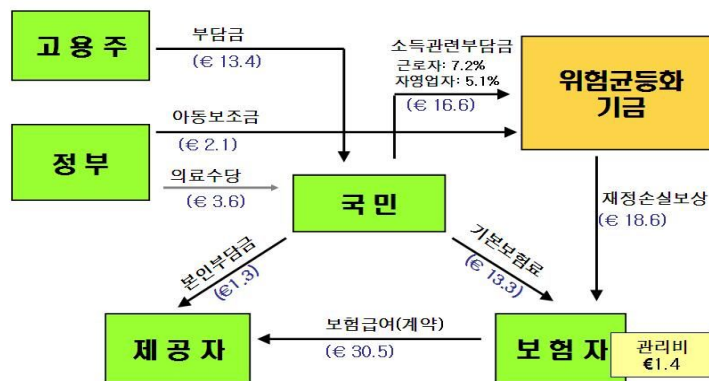 고용주
부담금
(€ 13.4)
소득관련부담금
근로자: 7.2%
자영업자: 5.1%
(€ 16.6)
위험균등화
기금
아동보조금
(€ 2.1)
정부
의료수당
(€ 3.6)
국민
재정손실보상
(€ 18.6)
본인부담금
(€1.3)
기본보험료
(€ 13.3)
제공자
보험급여(계약)
(€ 30.5)
보험자
관리비
€1.4